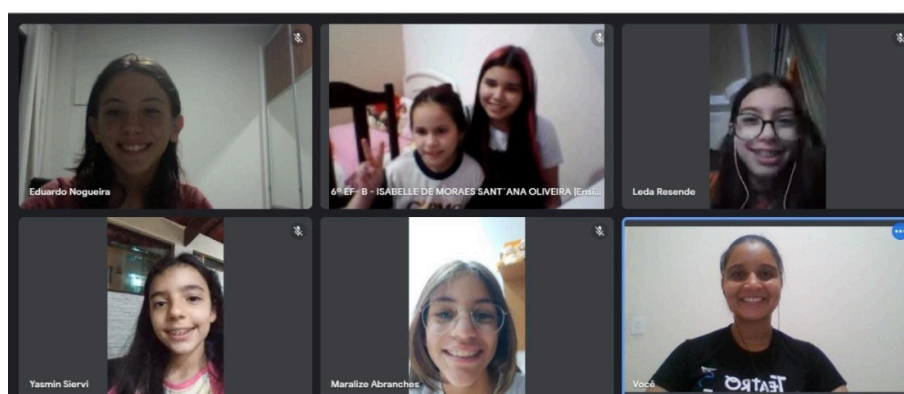 Eduardo Nogueira
6º EF- B - ISABELLE DE MORAES SANT´ANA OLIVEIRA (Ensi...
Leda Resende
Yasmin Siervi
Maralize Abranches
Você
TEATRO